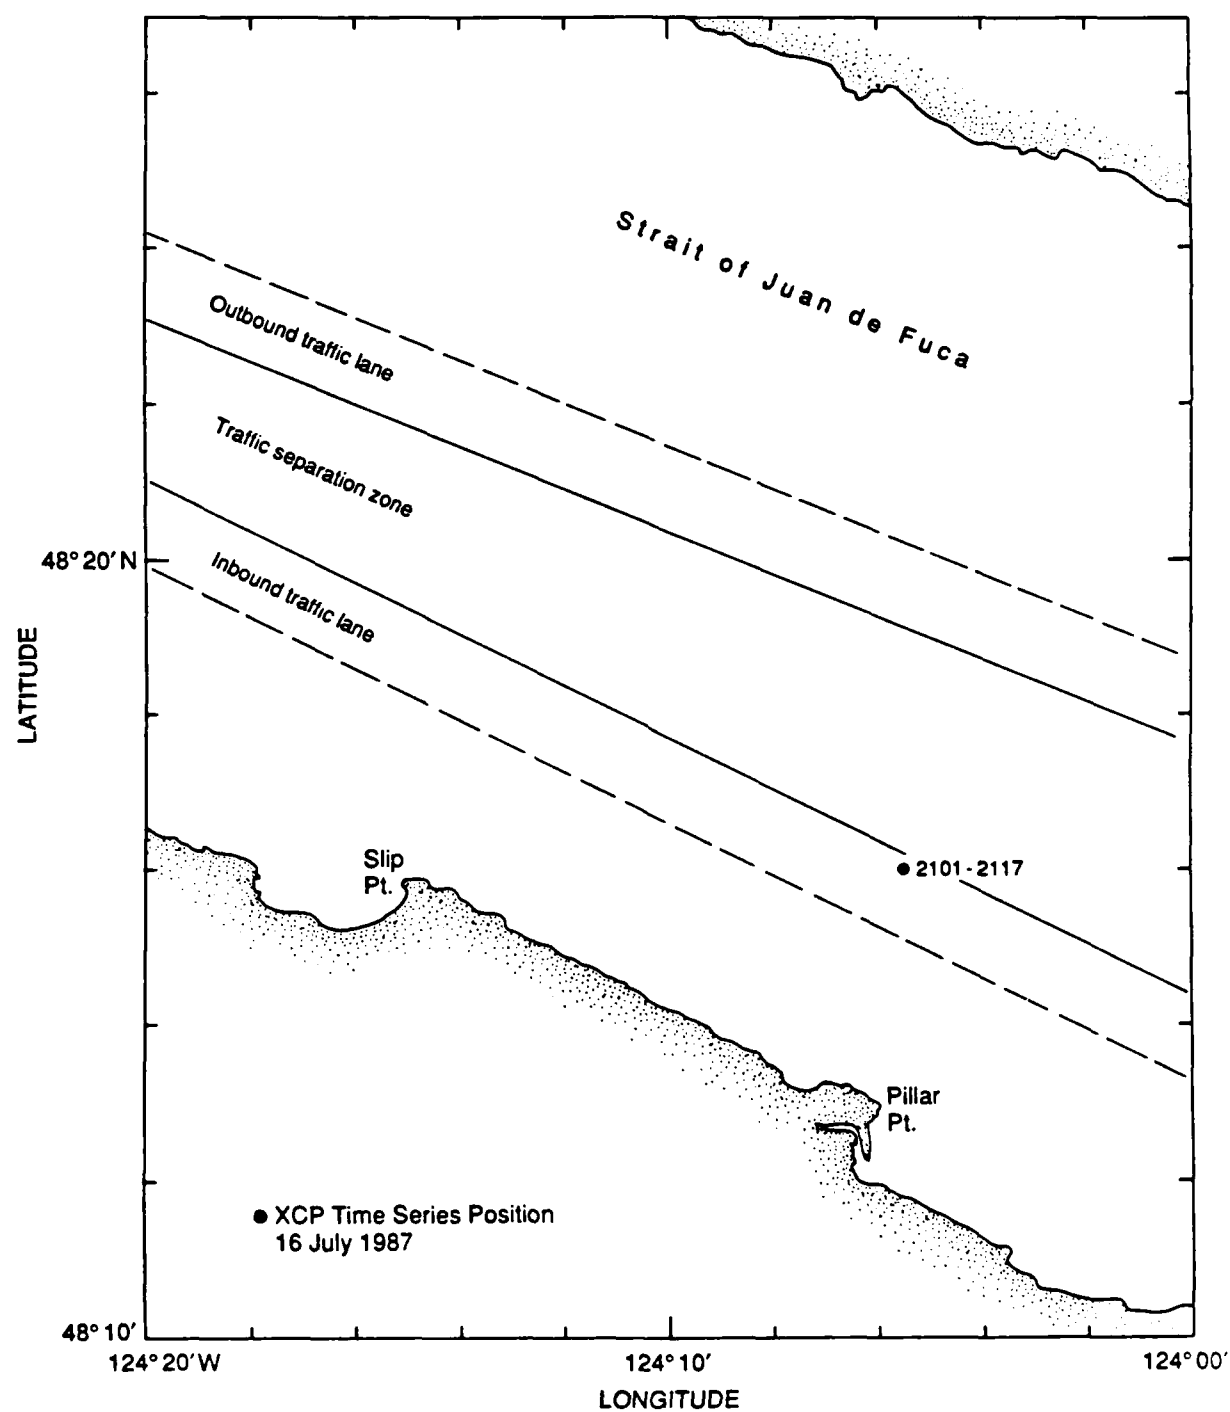 Strait of Juan de Fuca
Outbound traffic lane
Traffic separation zone
48° 20' N
Inbound traffic lane
LATITUDE
Slip
Pt.
2101 - 2117
Pillar
Pt.
XCP Time Series Position
16 July 1987
48° 10'
124° 20' W
124° 10'
124° 00'
LONGITUDE